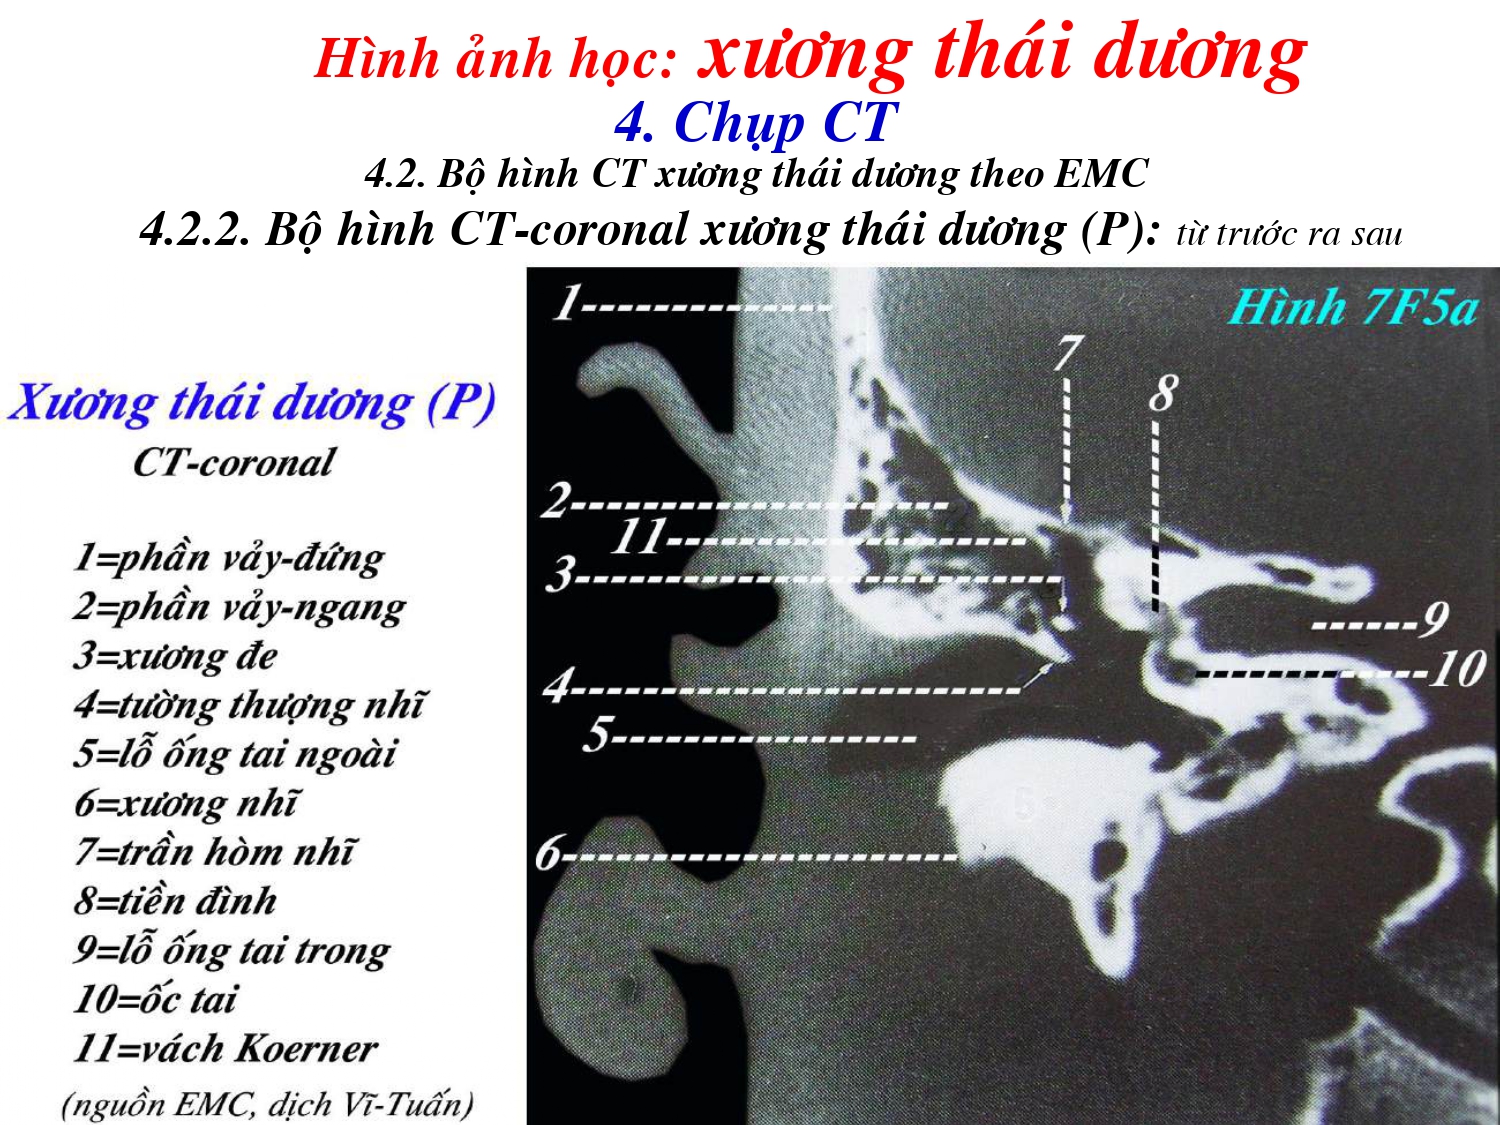 Hình ảnh học: xương thái dương
4. Chụp CT
4.2. Bộ hình CT xương thái dương theo EMC
4.2.2. Bộ hình CT-coronal xương thái dương (P): từ trước ra sau
Xương thái dương (P)
CT-coronal
1=phần vảy-đứng
2=phần vảy-ngang
3=xương đe
4=tường thượng nhĩ
5=lỗ ống tai ngoài
6=xương nhĩ
7=trần hòm nhĩ
8=tiền đình
9=lỗ ống tai trong
10=ốc tai
11=vách Koerner
(nguồn EMC, dịch Vĩ-Tuấn)
Hình 7F5a
1
7
8
2
11
3
9
10
4
5
6